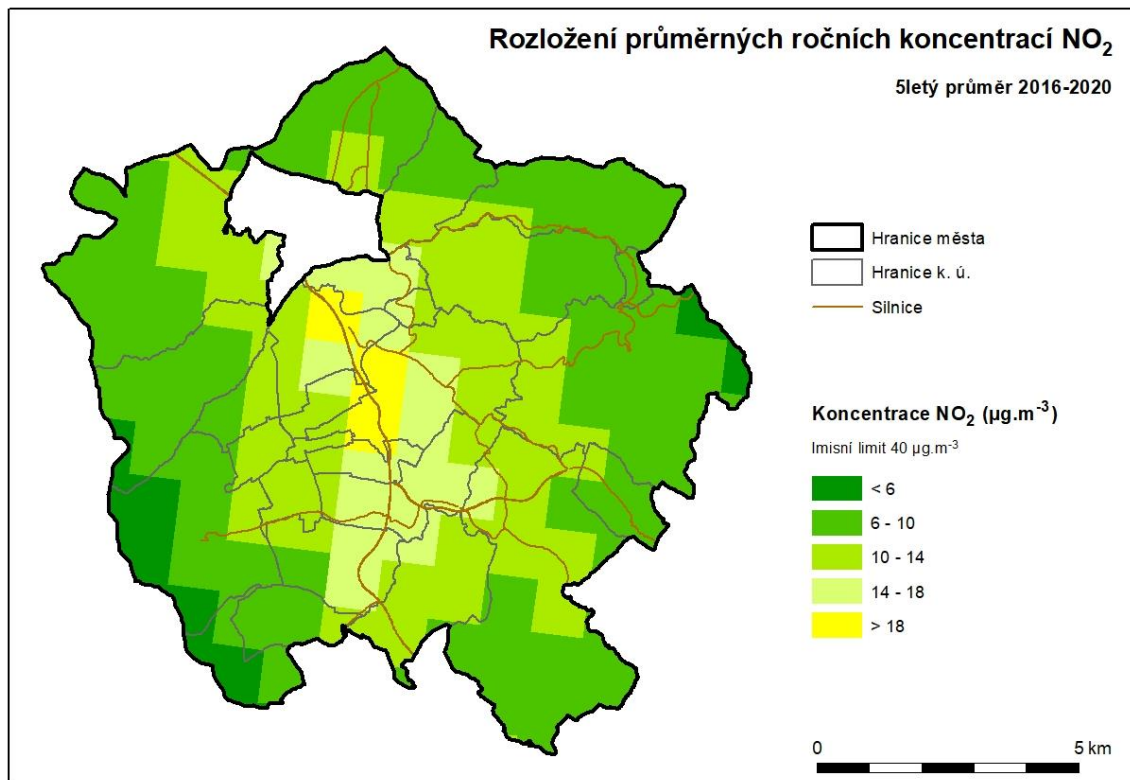 Rozložení průměrných ročních koncentrací NO₂
5letý průměr 2016-2020
Hranice města
Hranice k. ú.
Silnice
Koncentrace NO₂ (µg.m⁻³)
Imisní limit 40 µg.m⁻³
< 6
6 - 10
10 - 14
14 - 18
> 18
0 5 km